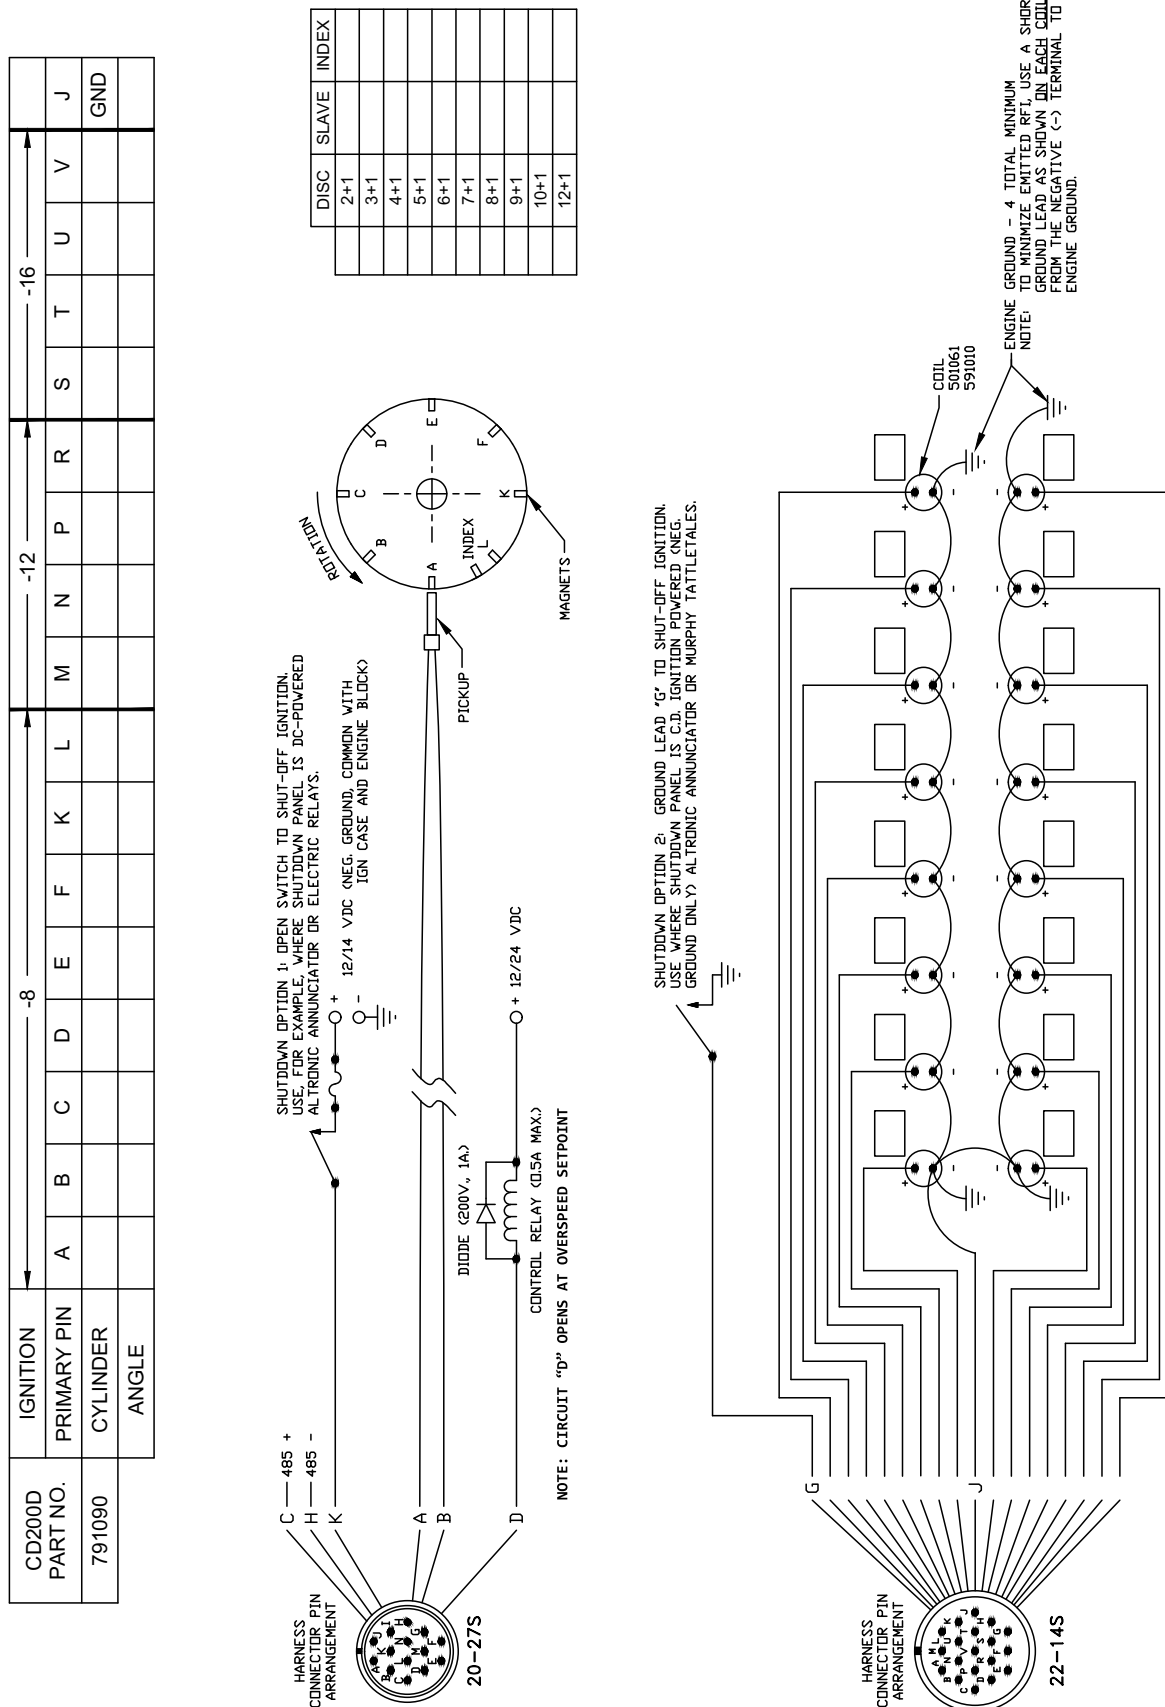 CD200D
PART NO.
IGNITION
-8
-12
-16
PRIMARY PIN A B C D E F K L M N P R S T U V J
791090
CYLINDER GND
ANGLE
DISC SLAVE INDEX
2+1
3+1
4+1
5+1
6+1
7+1
8+1
9+1
10+1
12+1
SHUTDOWN OPTION 1: OPEN SWITCH TO SHUT-OFF IGNITION.
USE, FOR EXAMPLE, WHERE SHUTDOWN PANEL IS DC-POWERED
ALTRONIC ANNUNCIATOR OR ELECTRIC RELAYS.
HARNESS
CONNECTOR PIN
ARRANGEMENT
A B K J I C L N H D M G E F
20-27S
C 485 +
H 485 -
K
+ 12/14 VDC (NEG. GROUND, COMMON WITH
- IGN CASE AND ENGINE BLOCK)
A
B
D
+ 12/24 VDC
DIODE (200V., 1A.)
CONTROL RELAY (0.5A MAX.)
NOTE: CIRCUIT “D” OPENS AT OVERSPEED SETPOINT
ROTATION
A B C D E F K L
INDEX
PICKUP
MAGNETS
SHUTDOWN OPTION 2: GROUND LEAD "G" TO SHUT-OFF IGNITION.
USE WHERE SHUTDOWN PANEL IS C.D. IGNITION POWERED (NEG.
GROUND ONLY) ALTRONIC ANNUNCIATOR OR MURPHY TATTLETALES.
HARNESS
CONNECTOR PIN
ARRANGEMENT
A M L
B N U K
C P V T J
D R S H
E F G
22-14S
G
J
+ + + + + + + +
- - - - - - - -
- - - - - - - -
+ + + + + + + +
COIL
501061
591010
ENGINE GROUND - 4 TOTAL MINIMUM
NOTE: TO MINIMIZE EMITTED RFI, USE A SHOR
GROUND LEAD AS SHOWN ON EACH COIL
FROM THE NEGATIVE (-) TERMINAL TO
ENGINE GROUND.